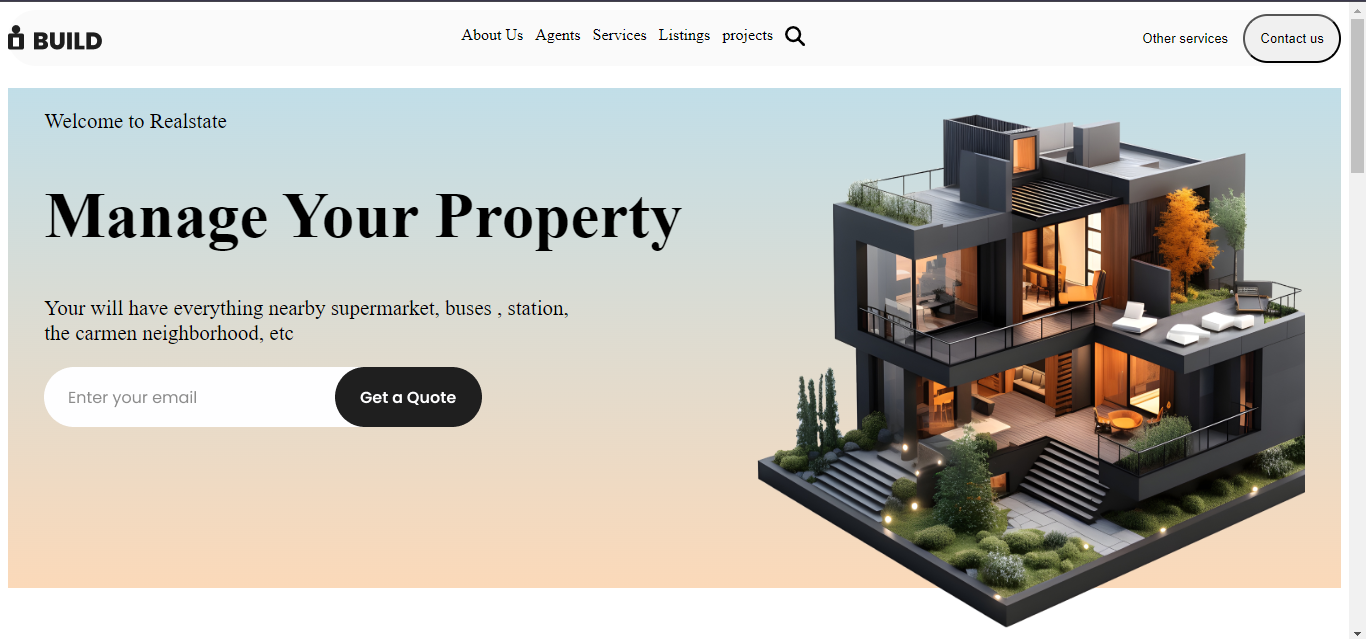 BUILD
About Us Agents Services Listings projects
Other services
Contact us
Welcome to Realstate
Manage Your Property
Your will have everything nearby supermarket, buses , station,
the carmen neighborhood, etc
Enter your email
Get a Quote